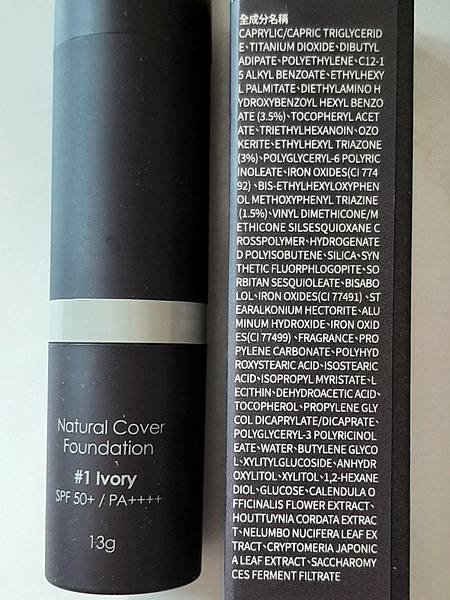 Natural Cover
Foundation
#1 Ivory
SPF 50+ / PA++++
13g
全成分名稱
CAPRYLIC/CAPRIC TRIGLYCERID
E、TITANIUM DIOXIDE、DIBUTYL
ADIPATE、POLYETHYLENE、C12-1
5 ALKYL BENZOATE、ETHYLHEXY
L PALMITATE、DIETHYLAMINO H
YDROXYBENZOYL HEXYL BENZO
ATE (3.5%)、TOCOPHERYL ACET
ATE、TRIETHYLHEXANOIN、OZO
KERITE、ETHYLHEXYL TRIAZONE
(3%)、POLYGLYCERYL-6 POLYRIC
INOLEATE、IRON OXIDES(CI 774
92) 、BIS-ETHYLHEXYLOXYPHEN
OL METHOXYPHENYL TRIAZINE
(1.5%)、VINYL DIMETHICONE/M
ETHICONE SILSESQUIOXANE C
ROSSPOLYMER、HYDROGENATE
D POLYISOBUTENE、SILICA、SYN
THETIC FLUORPHLOGOPITE、SO
RBITAN SESQUIOLEATE、BISABO
LOL、IRON OXIDES(CI 77491)、ST
EARALKONIUM HECTORITE、ALU
MINUM HYDROXIDE、IRON OXID
ES(CI 77499)、FRAGRANCE、PRO
PYLENE CARBONATE、POLYHYD
ROXYSTEARIC ACID、ISOSTEARIC
ACID、ISOPROPYL MYRISTATE、L
ECITHIN、DEHYDROACETIC ACID、
TOCOPHEROL、PROPYLENE GLY
COL DICAPRYLATE/DICAPRATE、
POLYGLYCERYL-3 POLYRICINOL
EATE、WATER、BUTYLENE GLYCO
L、XYLITYLGLUCOSIDE、ANHYDR
OXYLITOL、XYLITOL、1,2-HEXANE
DIOL、GLUCOSE、CALENDULA O
FFICINALIS FLOWER EXTRACT、
HOUTTUYNIA CORDATA EXTRAC
T、NELUMBO NUCIFERA LEAF EX
TRACT、CRYPTOMERIA JAPONIC
A LEAF EXTRACT、SACCHAROMY
CES FERMENT FILTRATE